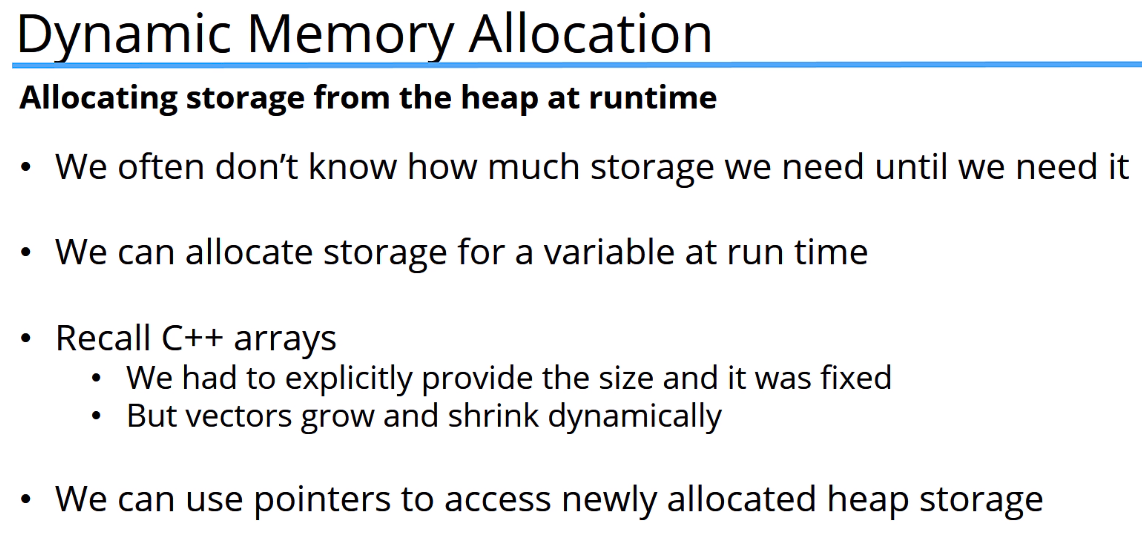 Dynamic Memory Allocation
Allocating storage from the heap at runtime
• We often don’t know how much storage we need until we need it
• We can allocate storage for a variable at run time
• Recall C++ arrays
• We had to explicitly provide the size and it was fixed
• But vectors grow and shrink dynamically
• We can use pointers to access newly allocated heap storage